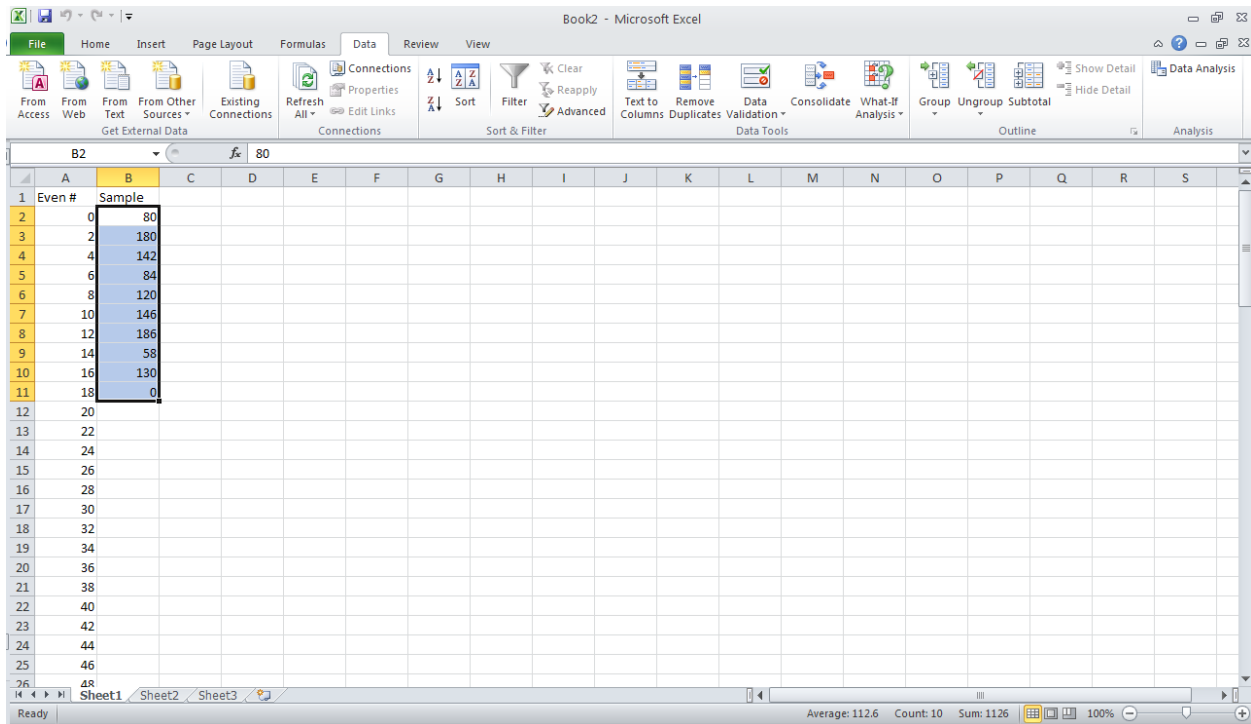 Book2 - Microsoft Excel
File Home Insert Page Layout Formulas Data Review View
From Access
From Web
From Text
From Other Sources
Existing Connections
Get External Data
Refresh All
Connections
Properties
Edit Links
Connections
Sort
Filter
Clear
Reapply
Advanced
Sort & Filter
Text to Columns
Remove Duplicates
Data Validation
Consolidate
What-If Analysis
Data Tools
Group
Ungroup
Subtotal
Show Detail
Hide Detail
Outline
Data Analysis
Analysis
B2 fx 80
A B C D E F G H I J K L M N O P Q R S
1 Even # Sample
2 0 80
3 2 180
4 4 142
5 6 84
6 8 120
7 10 146
8 12 186
9 14 58
10 16 130
11 18 0
12 20
13 22
14 24
15 26
16 28
17 30
18 32
19 34
20 36
21 38
22 40
23 42
24 44
25 46
26 48
Sheet1 Sheet2 Sheet3
Ready Average: 112.6 Count: 10 Sum: 1126 100%